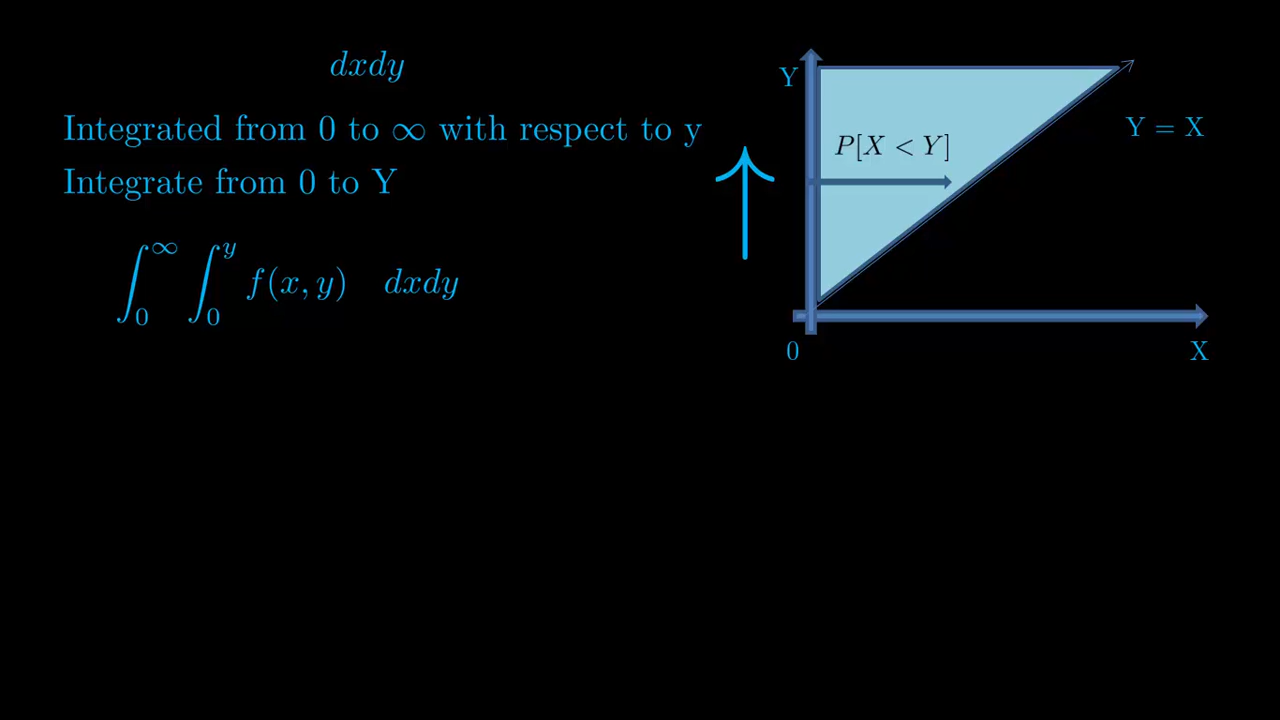 dxdy
Integrated from 0 to ∞ with respect to y
Integrate from 0 to Y
∫_0^∞ ∫_0^y f(x, y) dxdy
Y
P[X < Y]
Y = X
0
X